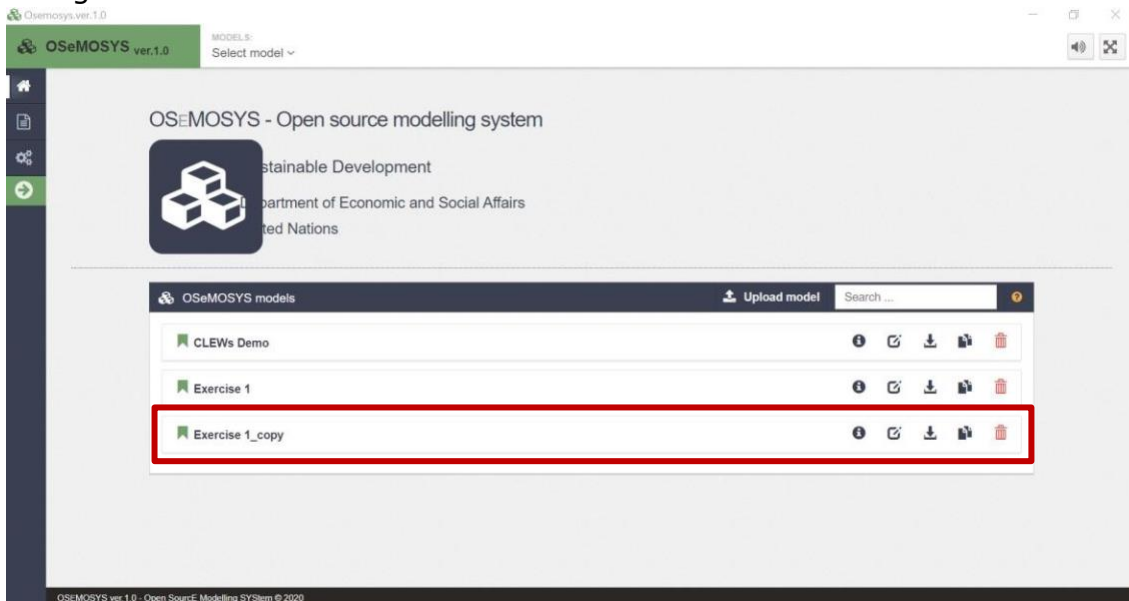 Osemosys.ver.1.0
OSeMOSYS ver.1.0
MODELS:
Select model
OSEMOSYS - Open source modelling system
stainable Development
partment of Economic and Social Affairs
ted Nations
OSeMOSYS models
Upload model
Search ...
CLEWs Demo
Exercise 1
Exercise 1_copy
OSEMOSYS ver.1.0 - Open SourcE Modelling SYStem © 2020